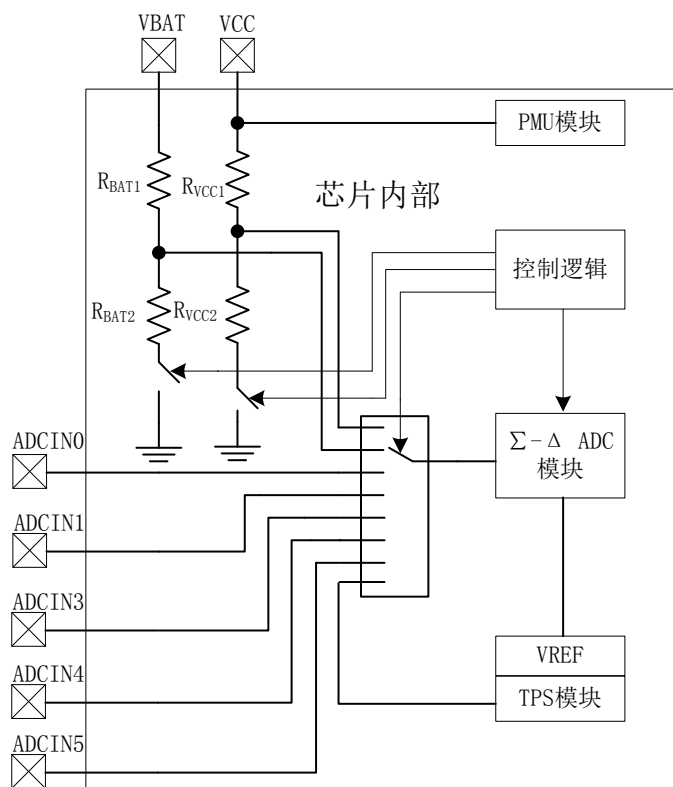 VBAT
VCC
PMU模块
RBAT1
RVCC1
芯片内部
控制逻辑
RBAT2
RVCC2
ADCIN0
∑-Δ ADC
模块
ADCIN1
ADCIN3
VREF
ADCIN4
TPS模块
ADCIN5